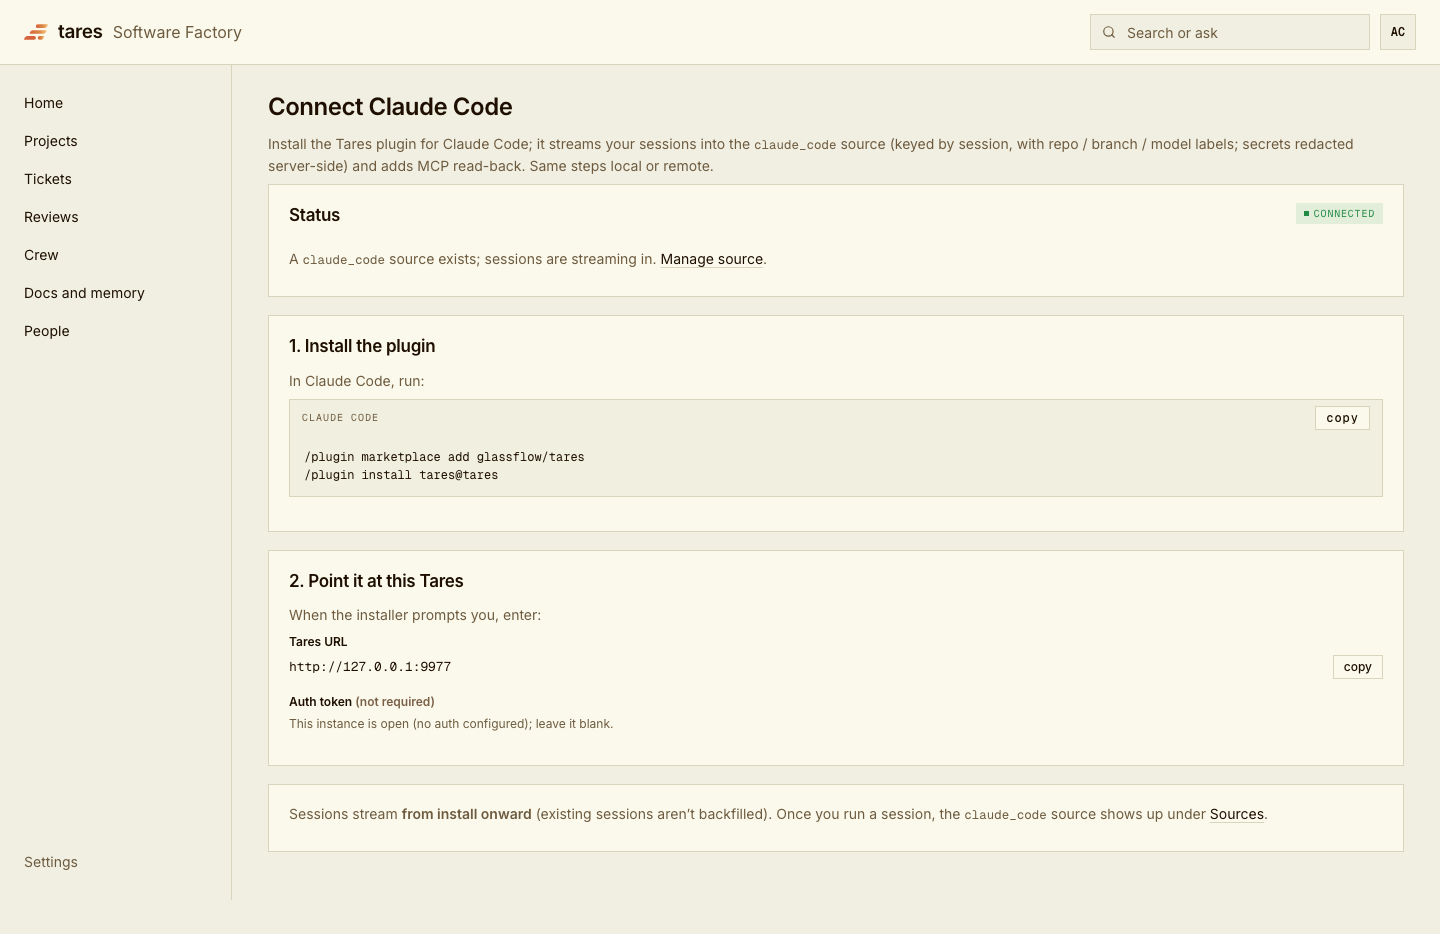 tares Software Factory
Search or ask
AC
Home
Projects
Tickets
Reviews
Crew
Docs and memory
People
Settings
Connect Claude Code
Install the Tares plugin for Claude Code; it streams your sessions into the claude_code source (keyed by session, with repo / branch / model labels; secrets redacted
server-side) and adds MCP read-back. Same steps local or remote.
Status
CONNECTED
A claude_code source exists; sessions are streaming in. Manage source.
1. Install the plugin
In Claude Code, run:
CLAUDE CODE
copy
/plugin marketplace add glassflow/tares
/plugin install tares@tares
2. Point it at this Tares
When the installer prompts you, enter:
Tares URL
http://127.0.0.1:9977
copy
Auth token (not required)
This instance is open (no auth configured); leave it blank.
Sessions stream from install onward (existing sessions aren’t backfilled). Once you run a session, the claude_code source shows up under Sources.